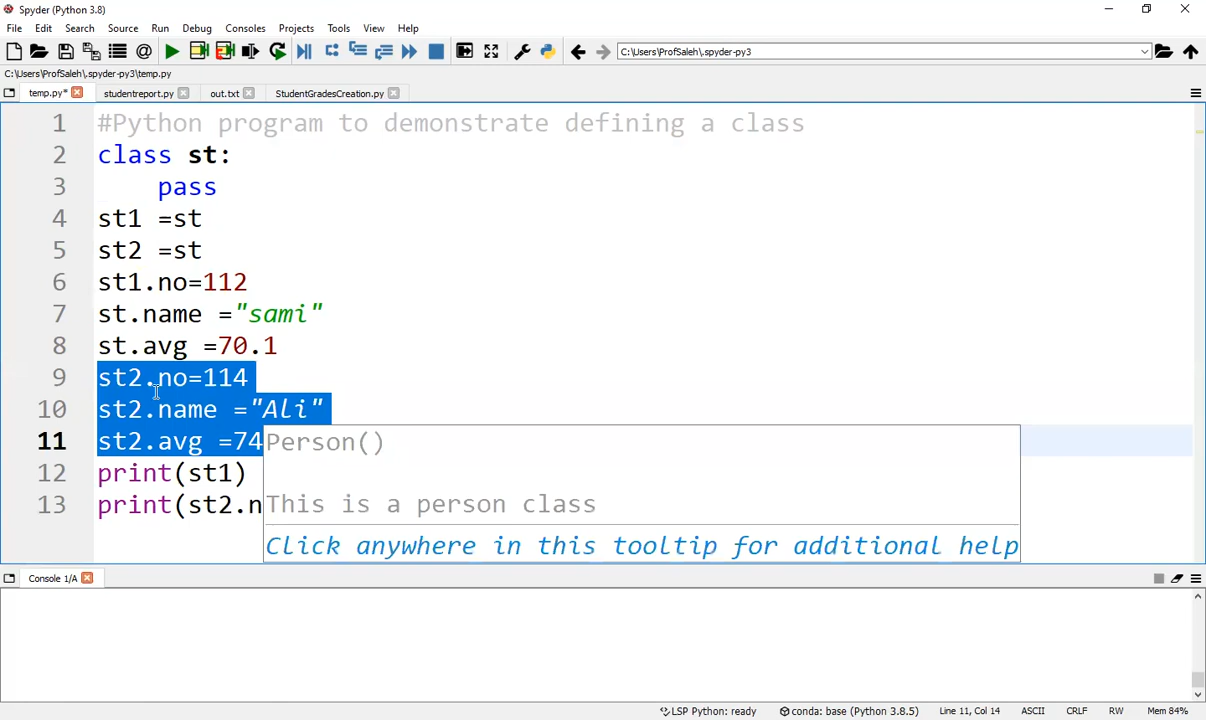 Spyder (Python 3.8)
File Edit Search Source Run Debug Consoles Projects Tools View Help
C:\Users\ProfSaleh\.spyder-py3
C:\Users\ProfSaleh\.spyder-py3\temp.py
temp.py* studentreport.py out.txt StudentGradesCreation.py
1 #Python program to demonstrate defining a class
2 class st:
3 pass
4 st1 =st
5 st2 =st
6 st1.no=112
7 st.name ="sami"
8 st.avg =70.1
9 st2.no=114
10 st2.name ="Ali"
11 st2.avg =74
12 print(st1)
13 print(st2.n
Person()
This is a person class
Click anywhere in this tooltip for additional help
Console 1/A
LSP Python: ready conda: base (Python 3.8.5) Line 11, Col 14 ASCII CRLF RW Mem 84%